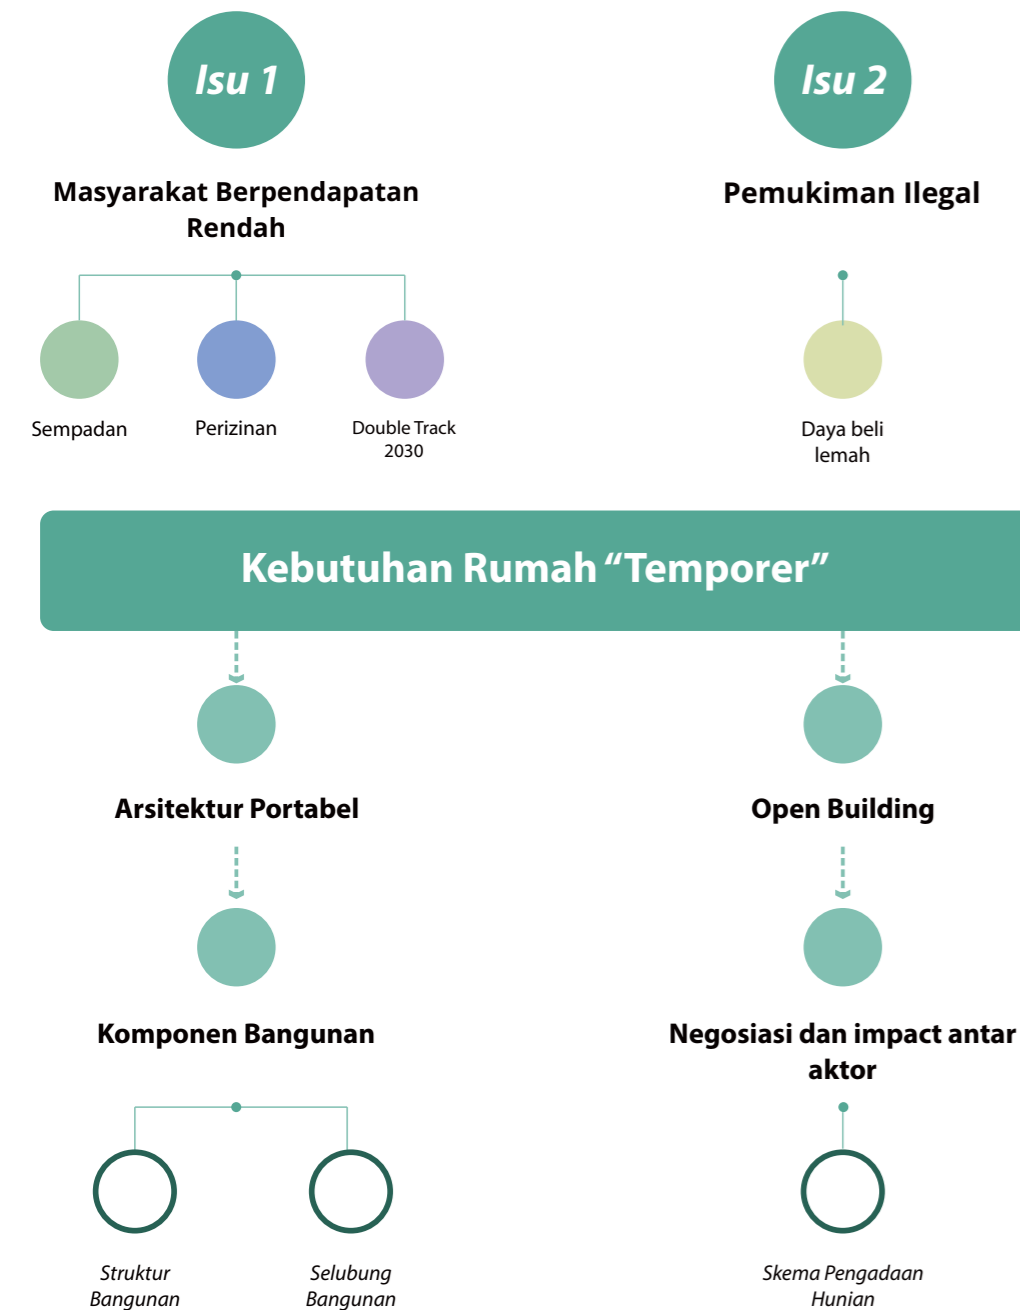 Isu 1
Isu 2
Masyarakat Berpendapatan
Rendah
Pemukiman Ilegal
Sempadan
Perizinan
Double Track
2030
Daya beli
lemah
Kebutuhan Rumah “Temporer”
Arsitektur Portabel
Open Building
Komponen Bangunan
Negosiasi dan impact antar
aktor
Struktur
Bangunan
Selubung
Bangunan
Skema Pengadaan
Hunian